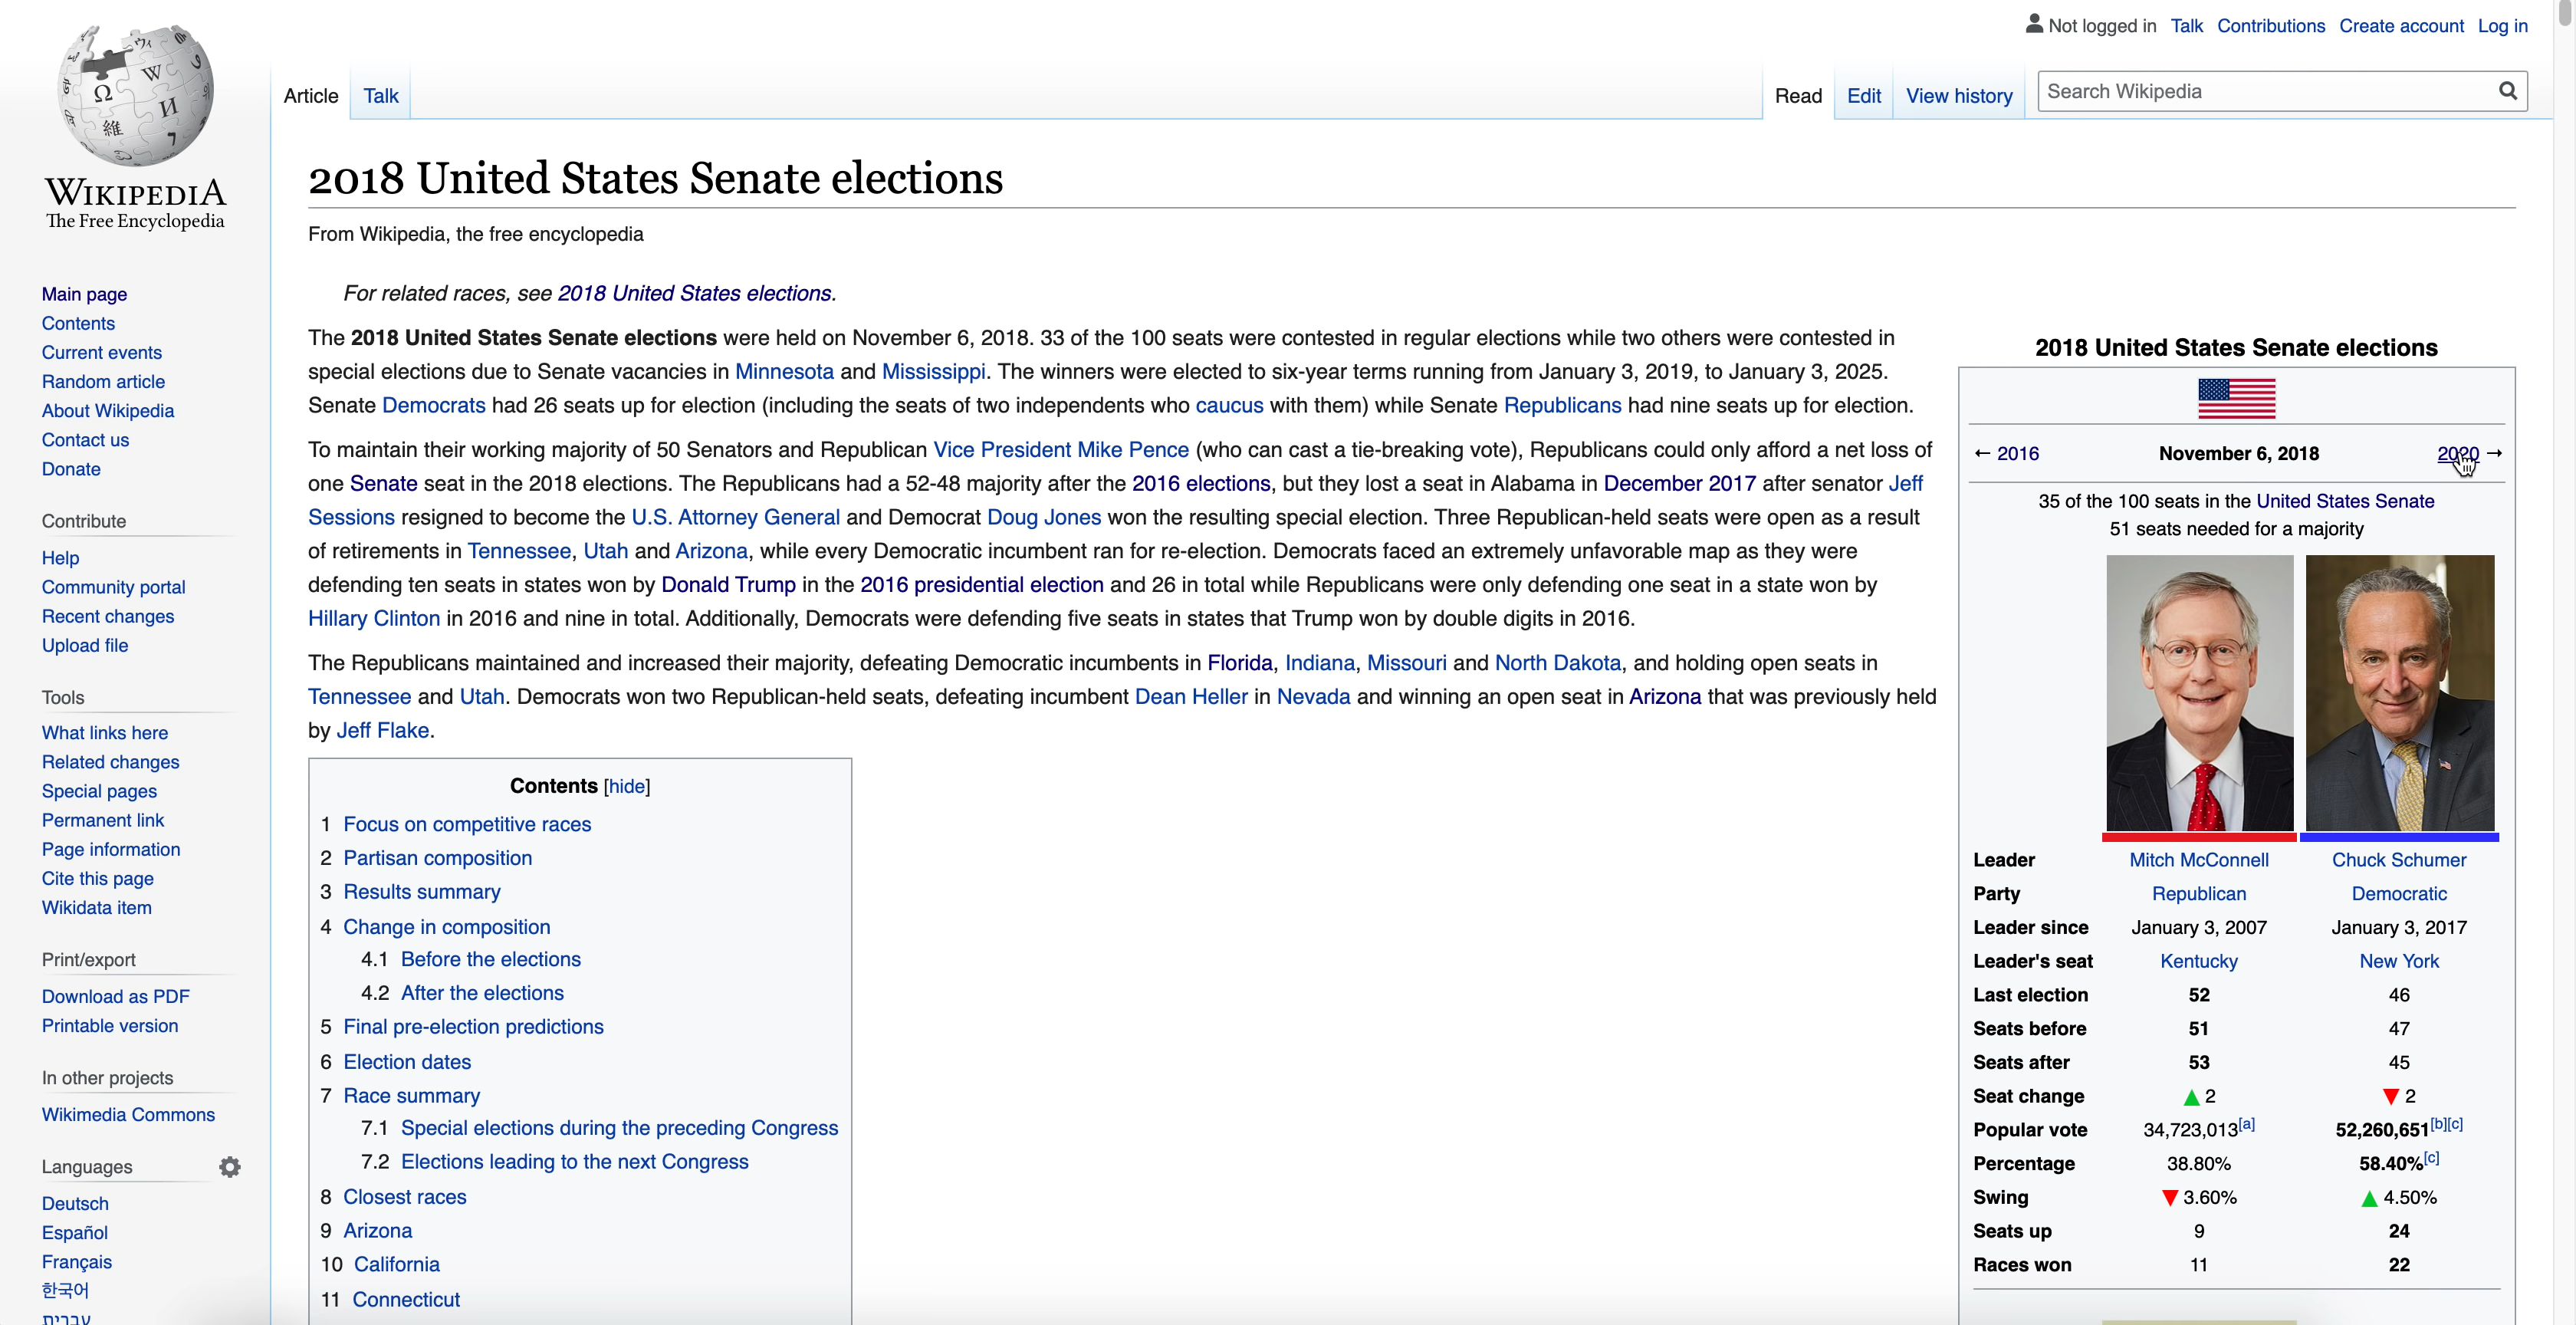 Not logged in Talk Contributions Create account Log in
Article Talk Read Edit View history Search Wikipedia
WIKIPEDIA
The Free Encyclopedia
Main page
Contents
Current events
Random article
About Wikipedia
Contact us
Donate
Contribute
Help
Community portal
Recent changes
Upload file
Tools
What links here
Related changes
Special pages
Permanent link
Page information
Cite this page
Wikidata item
Print/export
Download as PDF
Printable version
In other projects
Wikimedia Commons
Languages
Deutsch
Español
Français
한국어
עברית
2018 United States Senate elections
From Wikipedia, the free encyclopedia
For related races, see 2018 United States elections.
The 2018 United States Senate elections were held on November 6, 2018. 33 of the 100 seats were contested in regular elections while two others were contested in
special elections due to Senate vacancies in Minnesota and Mississippi. The winners were elected to six-year terms running from January 3, 2019, to January 3, 2025.
Senate Democrats had 26 seats up for election (including the seats of two independents who caucus with them) while Senate Republicans had nine seats up for election.
To maintain their working majority of 50 Senators and Republican Vice President Mike Pence (who can cast a tie-breaking vote), Republicans could only afford a net loss of
one Senate seat in the 2018 elections. The Republicans had a 52-48 majority after the 2016 elections, but they lost a seat in Alabama in December 2017 after senator Jeff
Sessions resigned to become the U.S. Attorney General and Democrat Doug Jones won the resulting special election. Three Republican-held seats were open as a result
of retirements in Tennessee, Utah and Arizona, while every Democratic incumbent ran for re-election. Democrats faced an extremely unfavorable map as they were
defending ten seats in states won by Donald Trump in the 2016 presidential election and 26 in total while Republicans were only defending one seat in a state won by
Hillary Clinton in 2016 and nine in total. Additionally, Democrats were defending five seats in states that Trump won by double digits in 2016.
The Republicans maintained and increased their majority, defeating Democratic incumbents in Florida, Indiana, Missouri and North Dakota, and holding open seats in
Tennessee and Utah. Democrats won two Republican-held seats, defeating incumbent Dean Heller in Nevada and winning an open seat in Arizona that was previously held
by Jeff Flake.
Contents [hide]
1 Focus on competitive races
2 Partisan composition
3 Results summary
4 Change in composition
4.1 Before the elections
4.2 After the elections
5 Final pre-election predictions
6 Election dates
7 Race summary
7.1 Special elections during the preceding Congress
7.2 Elections leading to the next Congress
8 Closest races
9 Arizona
10 California
11 Connecticut
2018 United States Senate elections
← 2016 November 6, 2018 2020 →
35 of the 100 seats in the United States Senate
51 seats needed for a majority
Leader Mitch McConnell Chuck Schumer
Party Republican Democratic
Leader since January 3, 2007 January 3, 2017
Leader's seat Kentucky New York
Last election 52 46
Seats before 51 47
Seats after 53 45
Seat change ▲ 2 ▼ 2
Popular vote 34,723,013[a] 52,260,651[b][c]
Percentage 38.80% 58.40%[c]
Swing ▼ 3.60% ▲ 4.50%
Seats up 9 24
Races won 11 22